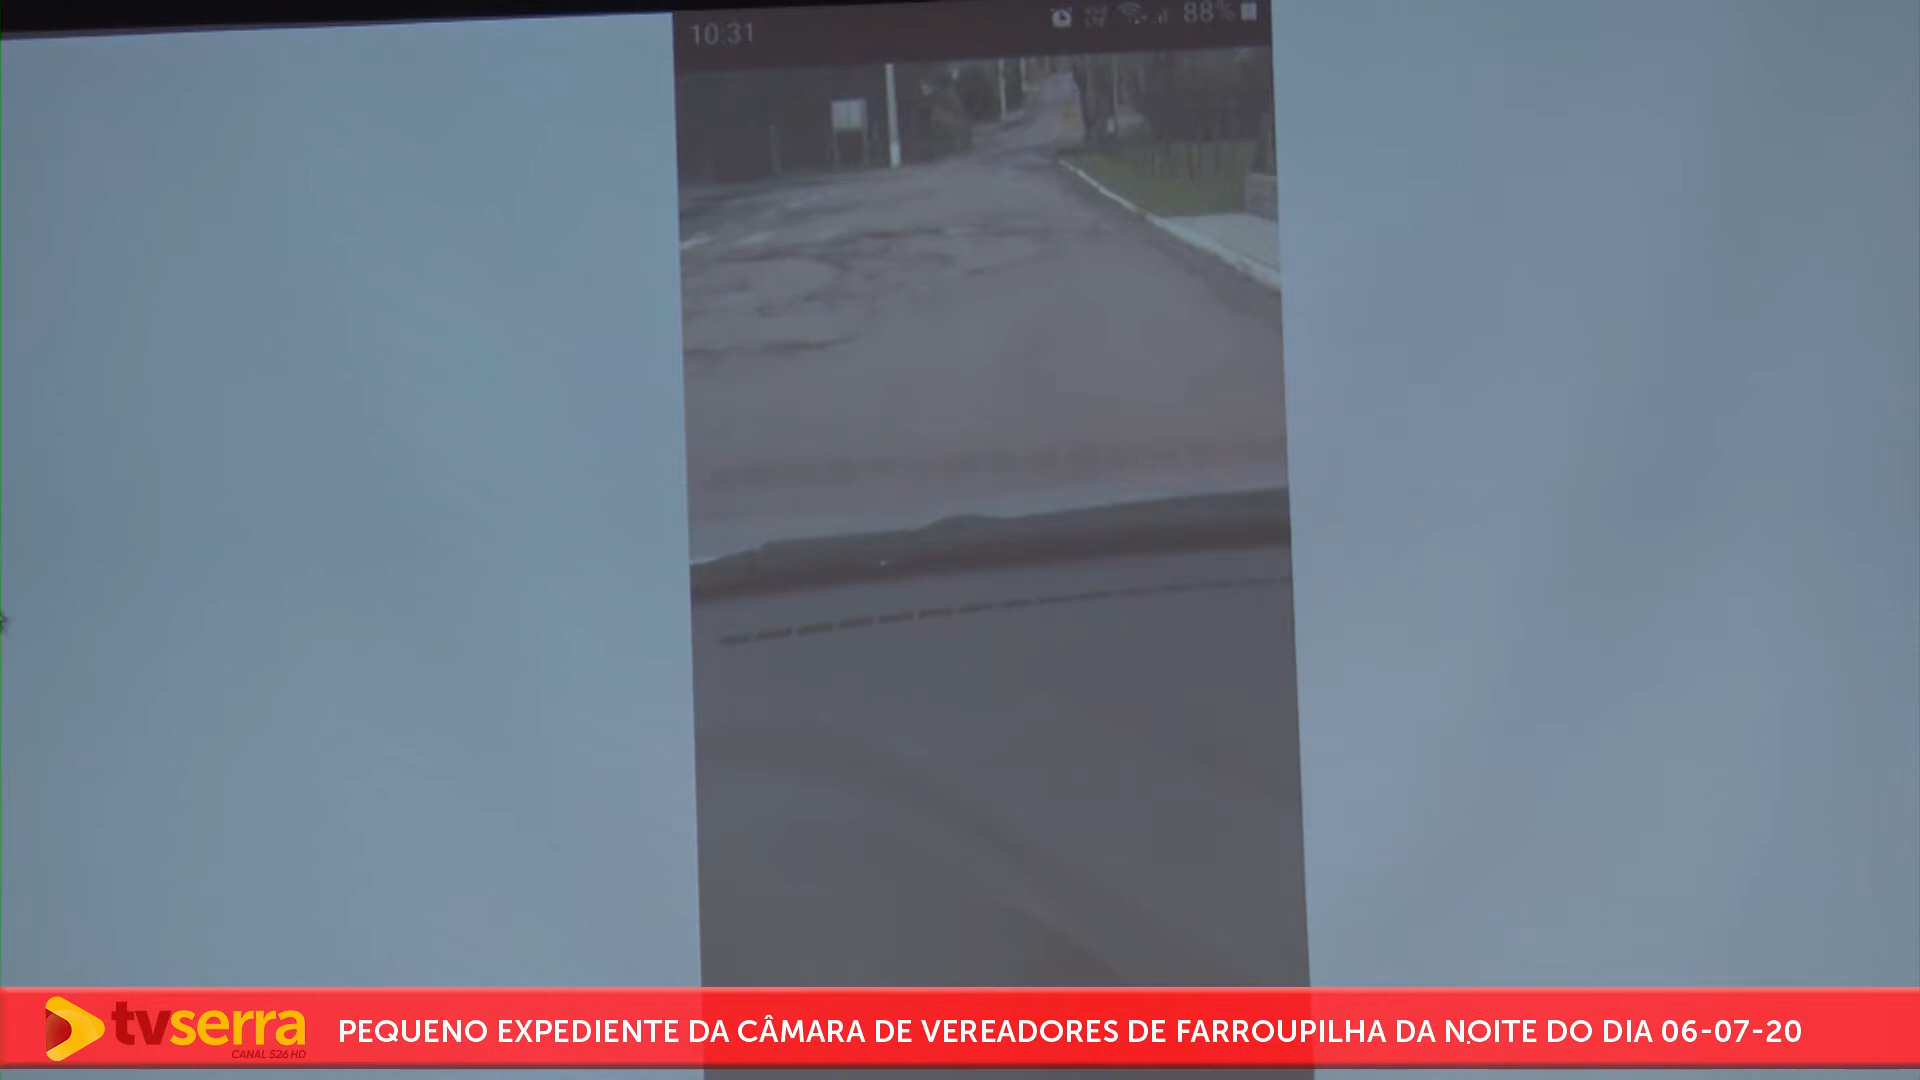 10:31
88%
tvserra
CANAL 526 HD
PEQUENO EXPEDIENTE DA CÂMARA DE VEREADORES DE FARROUPILHA DA NOITE DO DIA 06-07-20